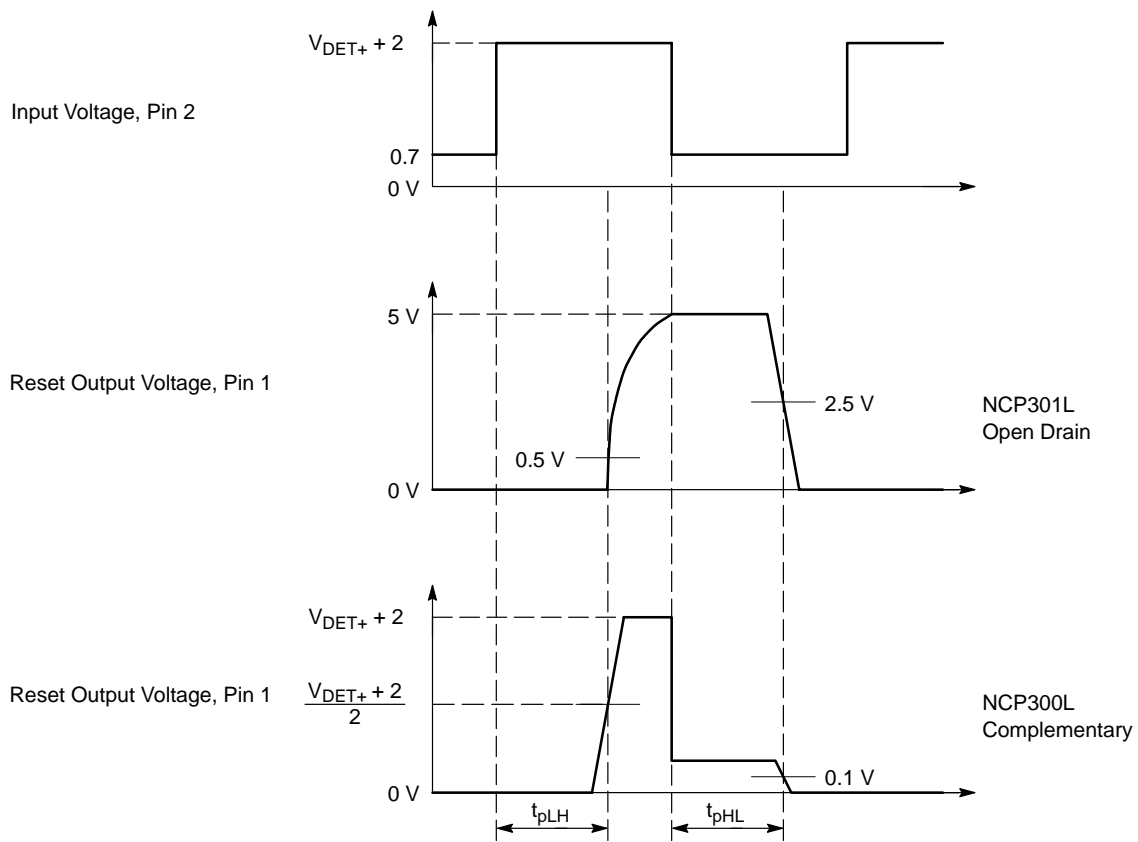 V_DET+ + 2
Input Voltage, Pin 2
0.7
0 V
5 V
Reset Output Voltage, Pin 1
2.5 V
NCP301L
Open Drain
0.5 V
0 V
V_DET+ + 2
Reset Output Voltage, Pin 1
V_DET+ + 2
2
NCP300L
Complementary
0.1 V
0 V
t_pLH
t_pHL